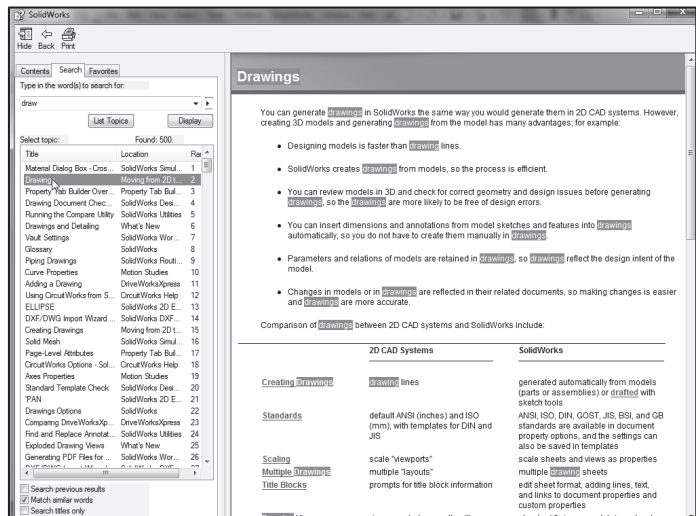 SolidWorks
Hide Back Print
Contents Search Favorites
Type in the word(s) to search for:
draw
List Topics Display
Select topic: Found: 500
Title Location Ra
Material Dialog Box - Cros... SolidWorks Simul... 1
Drawings Moving from 2D t... 2
Property Tab Builder Over... Property Tab Buil... 3
Drawing Document Chec... SolidWorks Desi... 4
Running the Compare Utility SolidWorks Utilities 5
Drawings and Detailing What's New 6
Vault Settings SolidWorks Wor... 7
Glossary SolidWorks 8
Piping Drawings SolidWorks Routi... 9
Curve Properties Motion Studies 10
Adding a Drawing DriveWorksXpress 11
Using CircuitWorks from S... CircuitWorks Help 12
ELLIPSE SolidWorks 2D E... 13
DXF/DWG Import Wizard ... SolidWorks DXF... 14
Creating Drawings Moving from 2D t... 15
Solid Mesh SolidWorks Simul... 16
Page-Level Attributes Property Tab Buil... 17
CircuitWorks Options - Sol... CircuitWorks Help 18
Axes Properties Motion Studies 19
Standard Template Check SolidWorks Desi... 20
'PAN SolidWorks 2D E... 21
Drawings Options SolidWorks 22
Comparing DriveWorksXp... DriveWorksXpress 23
Find and Replace Annotat... SolidWorks Utilities 24
Exploded Drawing Views What's New 25
Generating PDF Files for ... SolidWorks Wor... 26
Search previous results
Match similar words
Search titles only
Drawings
You can generate drawings in SolidWorks the same way you would generate them in 2D CAD systems. However,
creating 3D models and generating drawings from the model has many advantages; for example:
• Designing models is faster than drawing lines.
• SolidWorks creates drawings from models, so the process is efficient.
• You can review models in 3D and check for correct geometry and design issues before generating
drawings, so the drawings are more likely to be free of design errors.
• You can insert dimensions and annotations from model sketches and features into drawings
automatically, so you do not have to create them manually in drawings.
• Parameters and relations of models are retained in drawings, so drawings reflect the design intent of the
model.
• Changes in models or in drawings are reflected in their related documents, so making changes is easier
and drawings are more accurate.
Comparison of drawings between 2D CAD systems and SolidWorks include:
2D CAD Systems SolidWorks
Creating Drawings drawing lines generated automatically from models
(parts or assemblies) or drafted with
sketch tools
Standards default ANSI (inches) and ISO ANSI, ISO, DIN, GOST, JIS, BSI, and GB
(mm), with templates for DIN and standards are available in document
JIS property options, and the settings can
also be saved in templates
Scaling scale "viewports" scale sheets and views as properties
Multiple Drawings multiple "layouts" multiple drawing sheets
Title Blocks prompts for title block information edit sheet format, adding lines, text,
and links to document properties and
custom properties